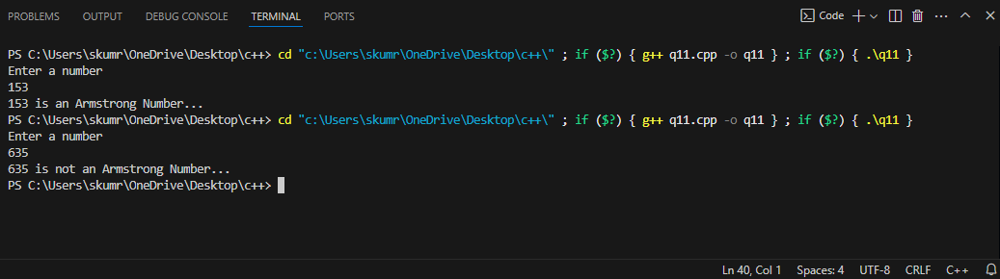 PROBLEMS OUTPUT DEBUG CONSOLE TERMINAL PORTS Code
PS C:\Users\skumr\OneDrive\Desktop\c++> cd "c:\Users\skumr\OneDrive\Desktop\c++\" ; if ($?) { g++ q11.cpp -o q11 } ; if ($?) { .\q11 }
Enter a number
153
153 is an Armstrong Number...
PS C:\Users\skumr\OneDrive\Desktop\c++> cd "c:\Users\skumr\OneDrive\Desktop\c++\" ; if ($?) { g++ q11.cpp -o q11 } ; if ($?) { .\q11 }
Enter a number
635
635 is not an Armstrong Number...
PS C:\Users\skumr\OneDrive\Desktop\c++>
Ln 40, Col 1 Spaces: 4 UTF-8 CRLF C++